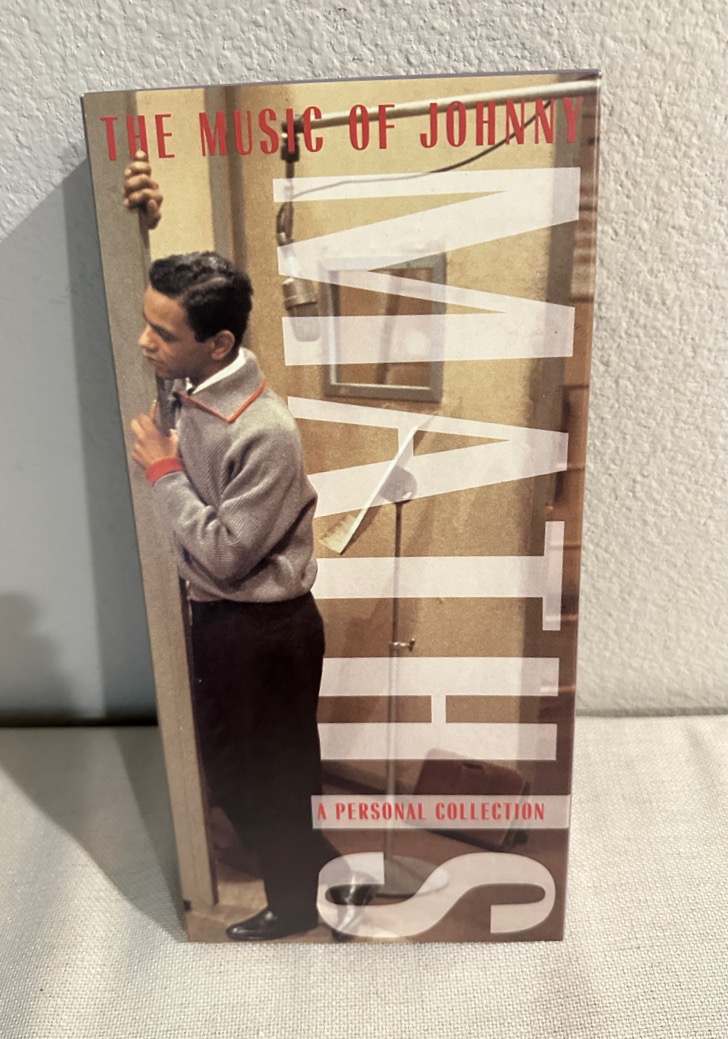 THE MUSIC OF JOHNNY
MATHIS
A PERSONAL COLLECTION